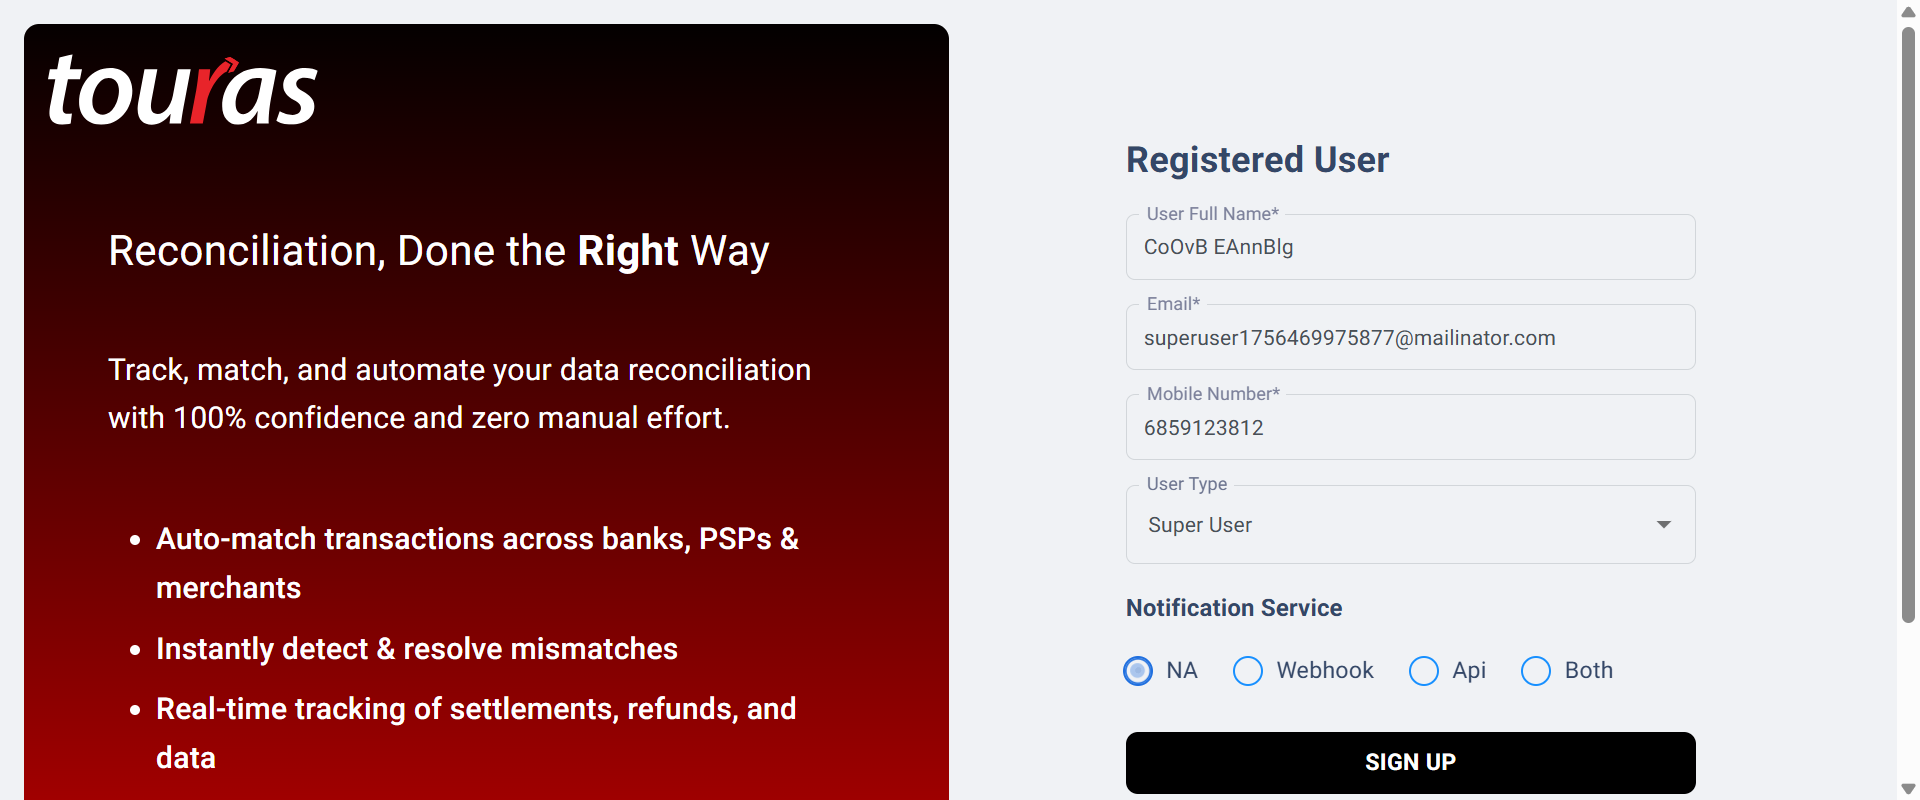 touras
Reconciliation, Done the Right Way
Track, match, and automate your data reconciliation
with 100% confidence and zero manual effort.
Auto-match transactions across banks, PSPs &
merchants
Instantly detect & resolve mismatches
Real-time tracking of settlements, refunds, and
data
Registered User
User Full Name*
CoOvB EAnnBlg
Email*
superuser1756469975877@mailinator.com
Mobile Number*
6859123812
User Type
Super User
Notification Service
NA Webhook Api Both
SIGN UP